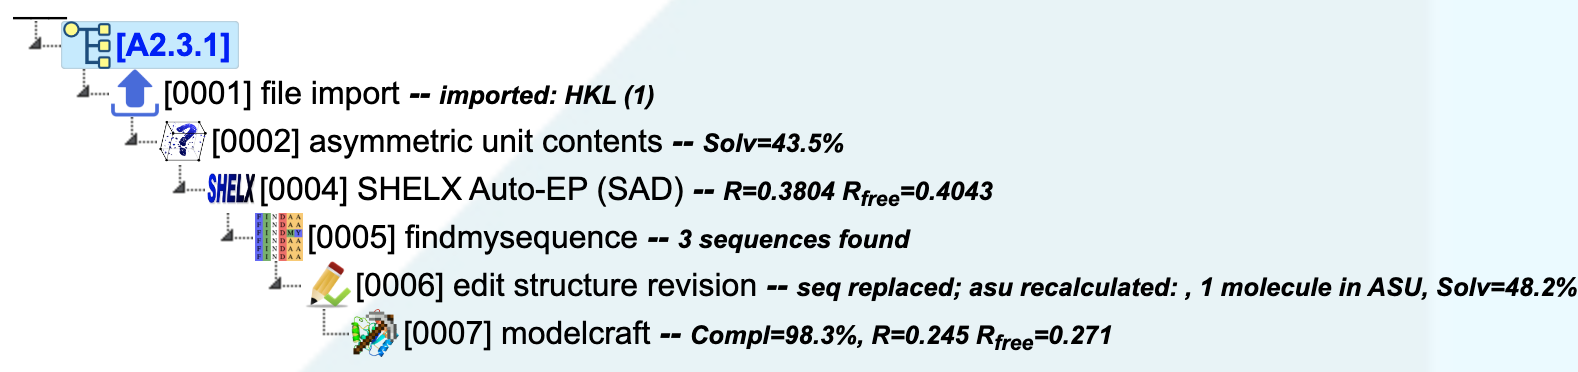 [A2.3.1]
[0001] file import -- imported: HKL (1)
[0002] asymmetric unit contents -- Solv=43.5%
SHELX [0004] SHELX Auto-EP (SAD) -- R=0.3804 Rfree=0.4043
[0005] findmysequence -- 3 sequences found
[0006] edit structure revision -- seq replaced; asu recalculated: , 1 molecule in ASU, Solv=48.2%
[0007] modelcraft -- Compl=98.3%, R=0.245 Rfree=0.271